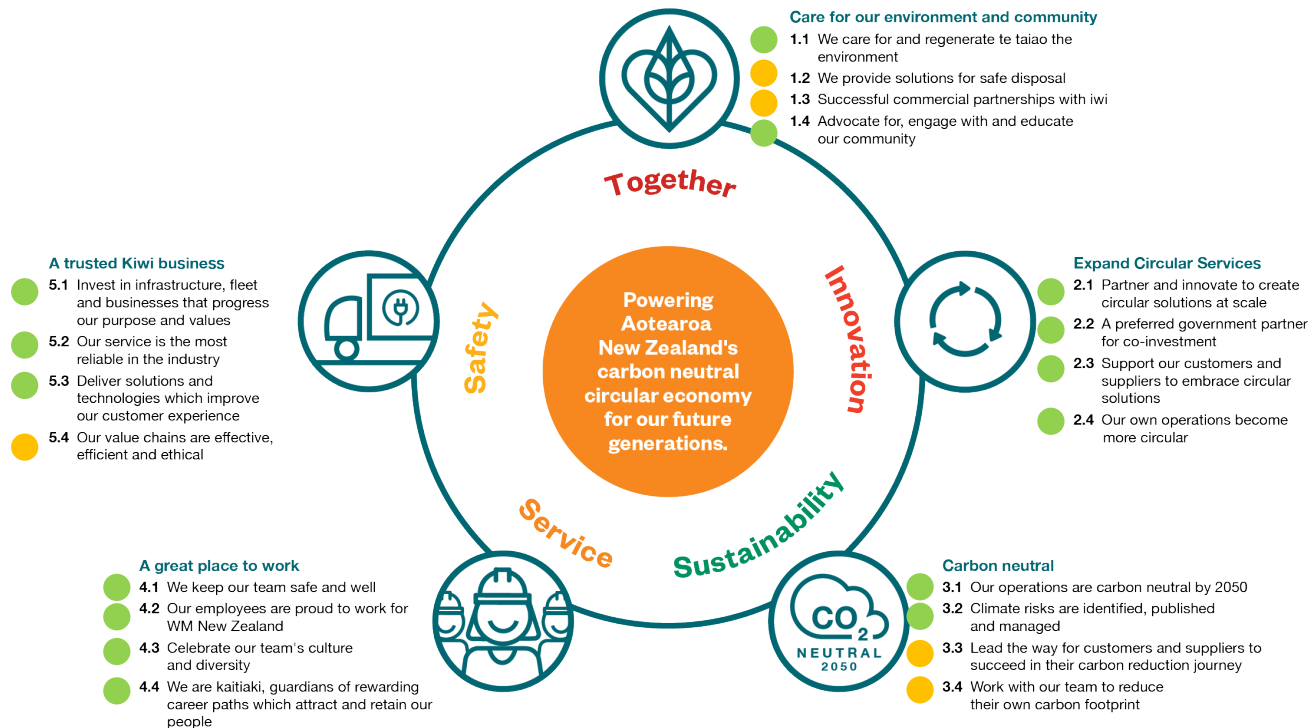 Care for our environment and community
1.1 We care for and regenerate te taiao the
environment
1.2 We provide solutions for safe disposal
1.3 Successful commercial partnerships with iwi
1.4 Advocate for, engage with and educate
our community
Together
Innovation
Sustainability
Service
Safety
Powering
Aotearoa
New Zealand's
carbon neutral
circular economy
for our future
generations.
Expand Circular Services
2.1 Partner and innovate to create
circular solutions at scale
2.2 A preferred government partner
for co-investment
2.3 Support our customers and
suppliers to embrace circular
solutions
2.4 Our own operations become
more circular
Carbon neutral
3.1 Our operations are carbon neutral by 2050
3.2 Climate risks are identified, published
and managed
3.3 Lead the way for customers and suppliers to
succeed in their carbon reduction journey
3.4 Work with our team to reduce
their own carbon footprint
CO2
NEUTRAL
2050
A great place to work
4.1 We keep our team safe and well
4.2 Our employees are proud to work for
WM New Zealand
4.3 Celebrate our team's culture
and diversity
4.4 We are kaitiaki, guardians of rewarding
career paths which attract and retain our
people
A trusted Kiwi business
5.1 Invest in infrastructure, fleet
and businesses that progress
our purpose and values
5.2 Our service is the most
reliable in the industry
5.3 Deliver solutions and
technologies which improve
our customer experience
5.4 Our value chains are effective,
efficient and ethical